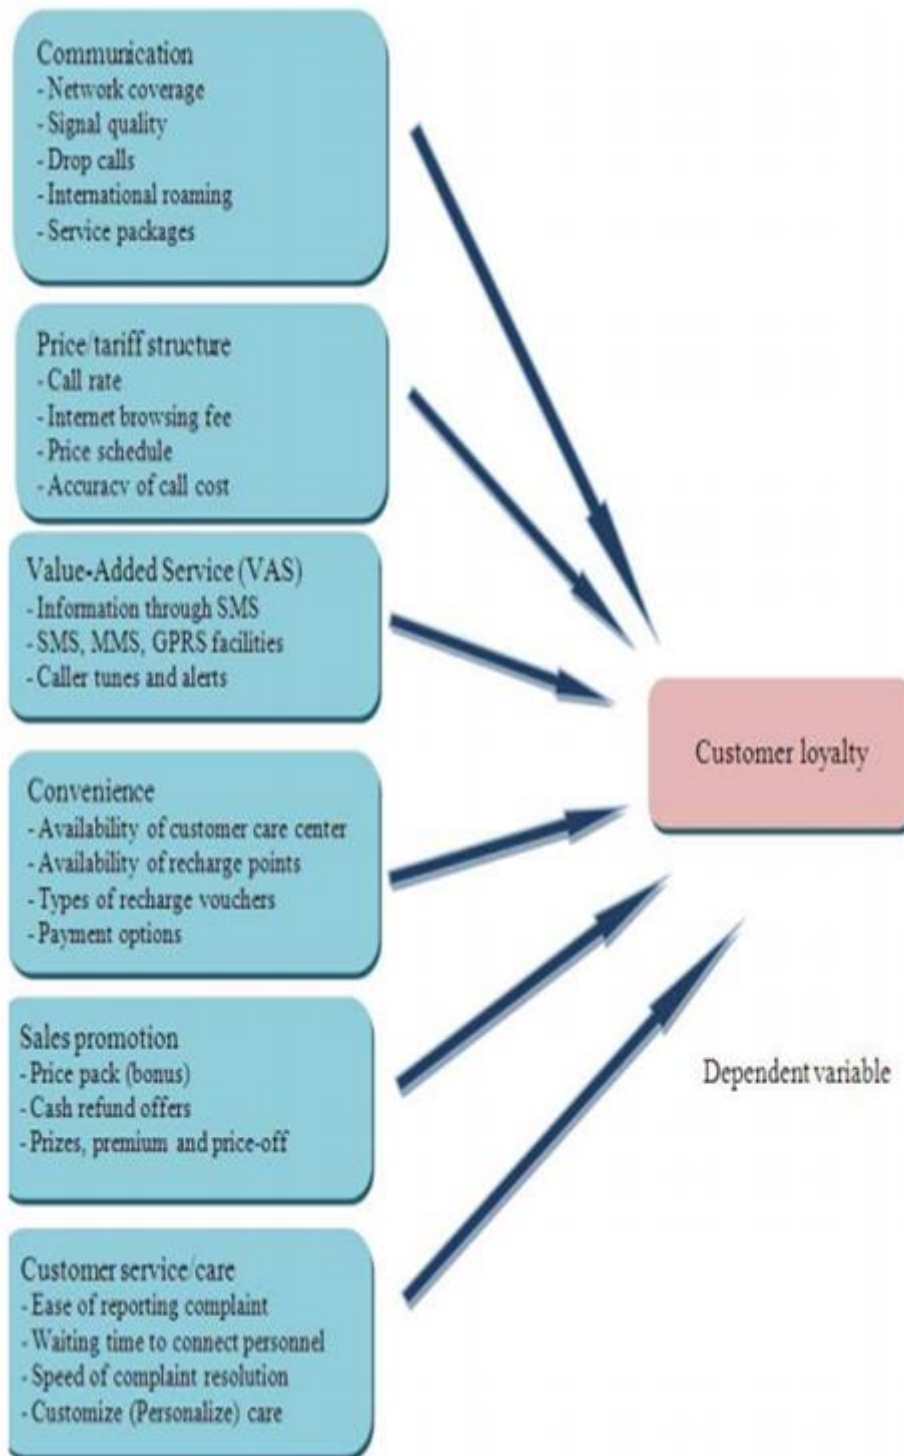 Communication
- Network coverage
- Signal quality
- Drop calls
- International roaming
- Service packages
Price/tariff structure
- Call rate
- Internet browsing fee
- Price schedule
- Accuracy of call cost
Value-Added Service (VAS)
- Information through SMS
- SMS, MMS, GPRS facilities
- Caller tunes and alerts
Convenience
- Availability of customer care center
- Availability of recharge points
- Types of recharge vouchers
- Payment options
Sales promotion
- Price pack (bonus)
- Cash refund offers
- Prizes, premium and price-off
Customer service/care
- Ease of reporting complaint
- Waiting time to connect personnel
- Speed of complaint resolution
- Customize (Personalize) care
Customer loyalty
Dependent variable